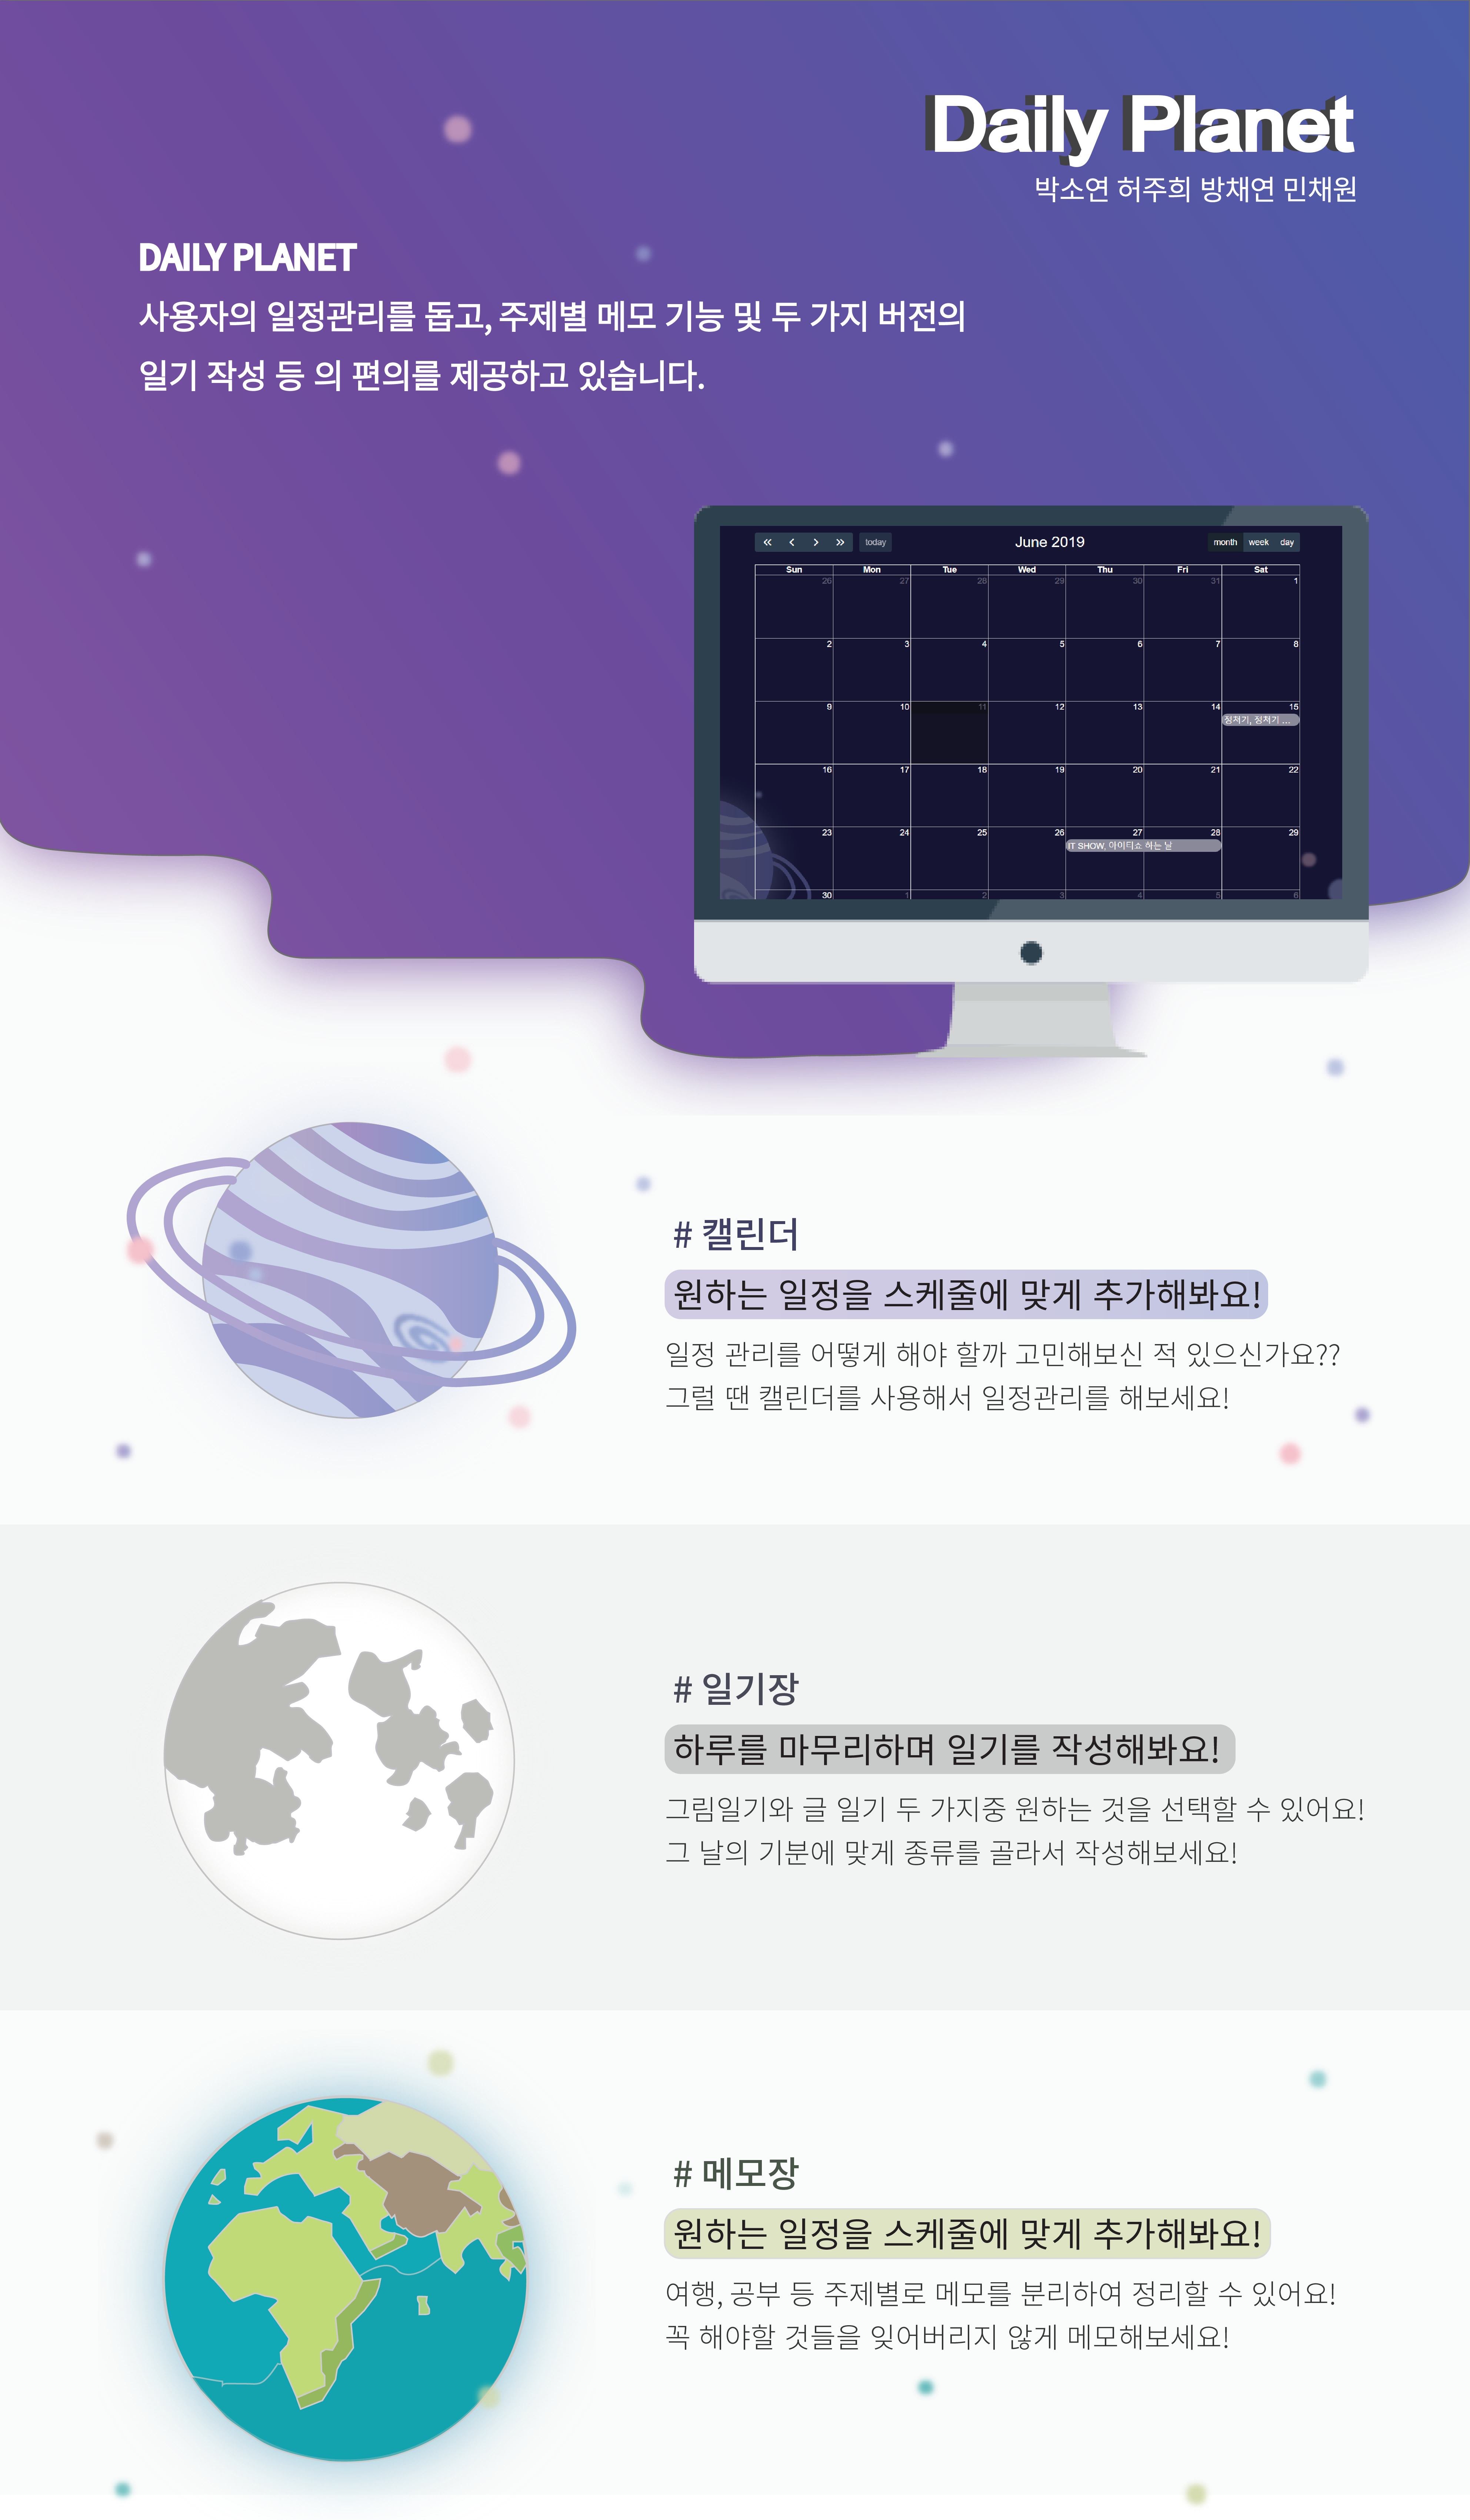 Daily Planet
박소연 허주희 방채연 민채원
DAILY PLANET
사용자의 일정관리를 돕고, 주제별 메모 기능 및 두 가지 버전의
일기 작성 등 의 편의를 제공하고 있습니다.
« < > » today June 2019 month week day
Sun Mon Tue Wed Thu Fri Sat
26 27 28 29 30 31 1
2 3 4 5 6 7 8
9 10 11 12 13 14 15
정처기, 정처기 ...
16 17 18 19 20 21 22
23 24 25 26 27 28 29
IT SHOW, 아이티쇼 하는 날
30 1 2 3 4 5 6
# 캘린더
원하는 일정을 스케줄에 맞게 추가해봐요!
일정 관리를 어떻게 해야 할까 고민해보신 적 있으신가요??
그럴 땐 캘린더를 사용해서 일정관리를 해보세요!
# 일기장
하루를 마무리하며 일기를 작성해봐요!
그림일기와 글 일기 두 가지중 원하는 것을 선택할 수 있어요!
그 날의 기분에 맞게 종류를 골라서 작성해보세요!
# 메모장
원하는 일정을 스케줄에 맞게 추가해봐요!
여행, 공부 등 주제별로 메모를 분리하여 정리할 수 있어요!
꼭 해야할 것들을 잊어버리지 않게 메모해보세요!